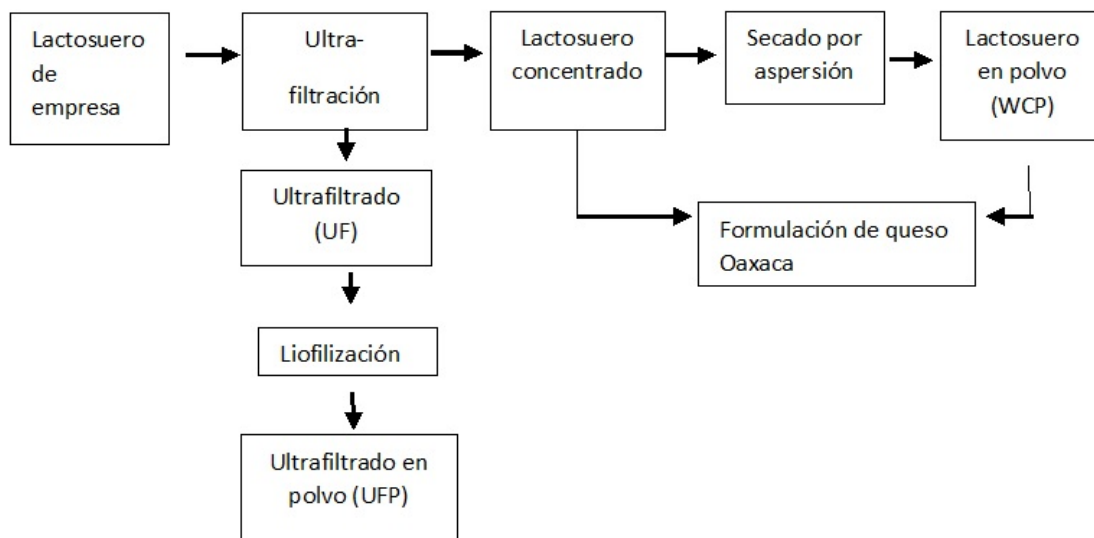 Lactosuero
de
empresa
Ultra-
filtración
Lactosuero
concentrado
Secado por
aspersión
Lactosuero
en polvo
(WCP)
Ultrafiltrado
(UF)
Formulación de queso
Oaxaca
Liofilización
Ultrafiltrado en
polvo (UFP)